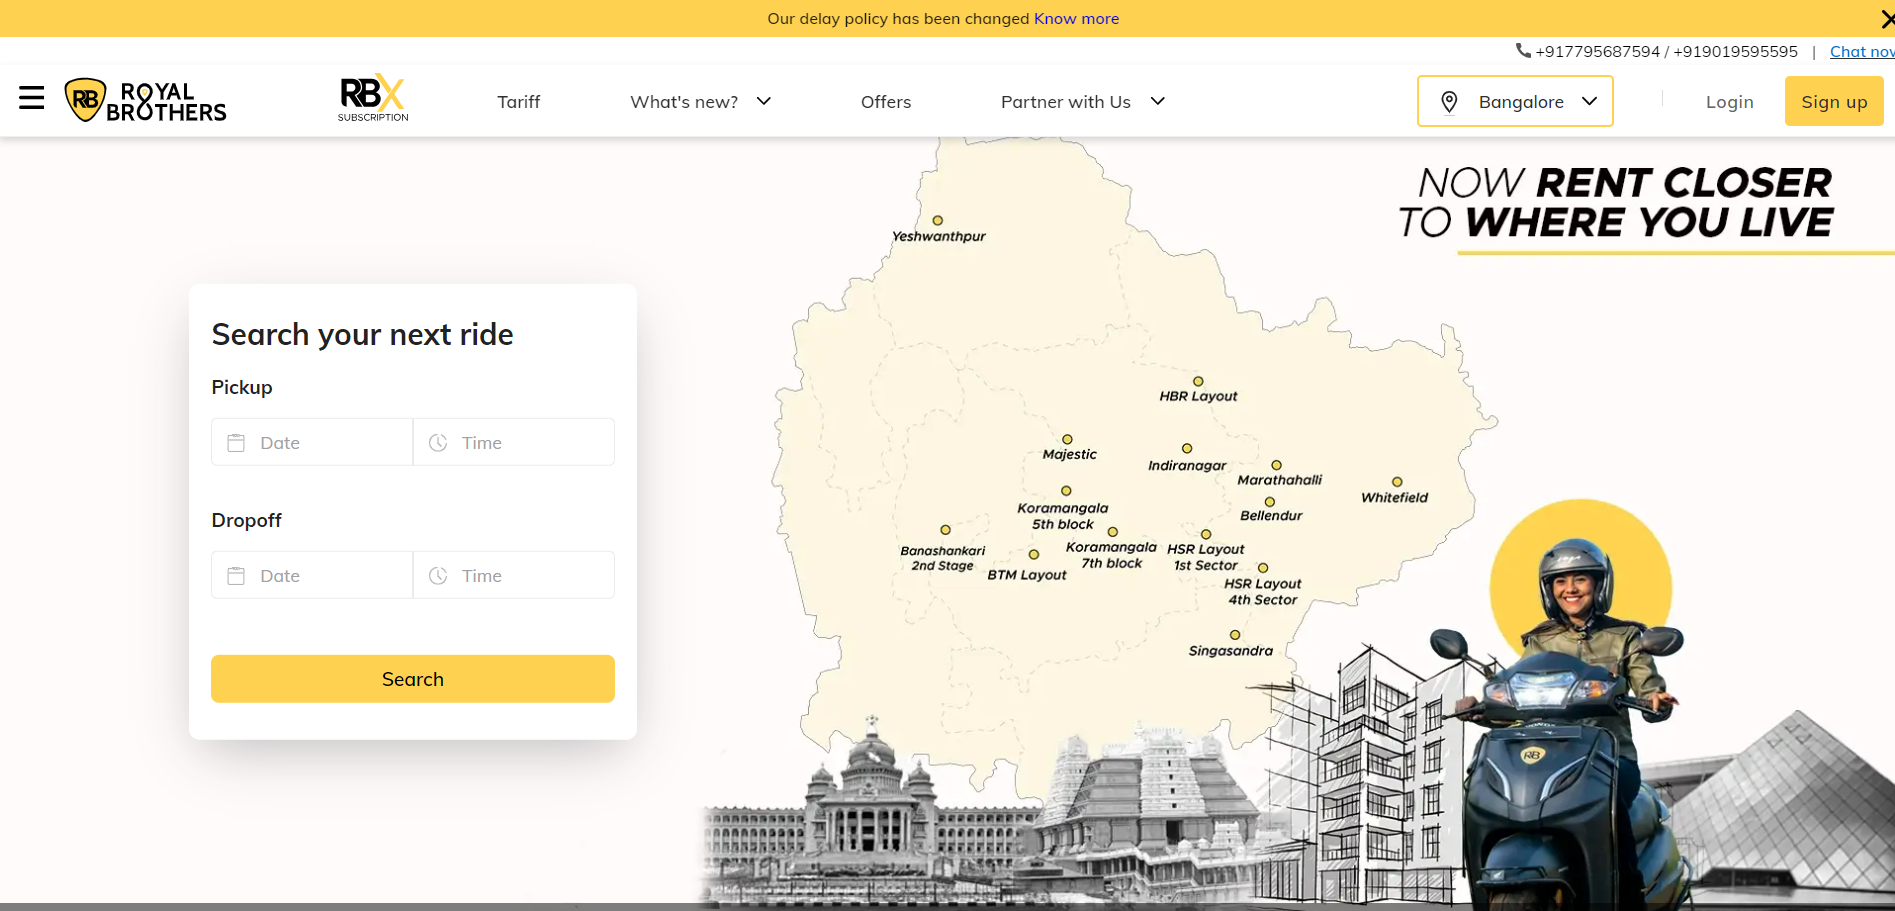 Our delay policy has been changed Know more
+917795687594 / +919019595595 | Chat now
RB ROYAL BROTHERS
RBX SUBSCRIPTION
Tariff
What's new?
Offers
Partner with Us
Bangalore
Login
Sign up
NOW RENT CLOSER
TO WHERE YOU LIVE
Search your next ride
Pickup
Date
Time
Dropoff
Date
Time
Search
Yeshwanthpur
HBR Layout
Majestic
Indiranagar
Marathahalli
Whitefield
Koramangala
5th block
Bellendur
Banashankari
2nd Stage
BTM Layout
Koramangala
7th block
HSR Layout
1st Sector
HSR Layout
4th Sector
Singasandra
RB